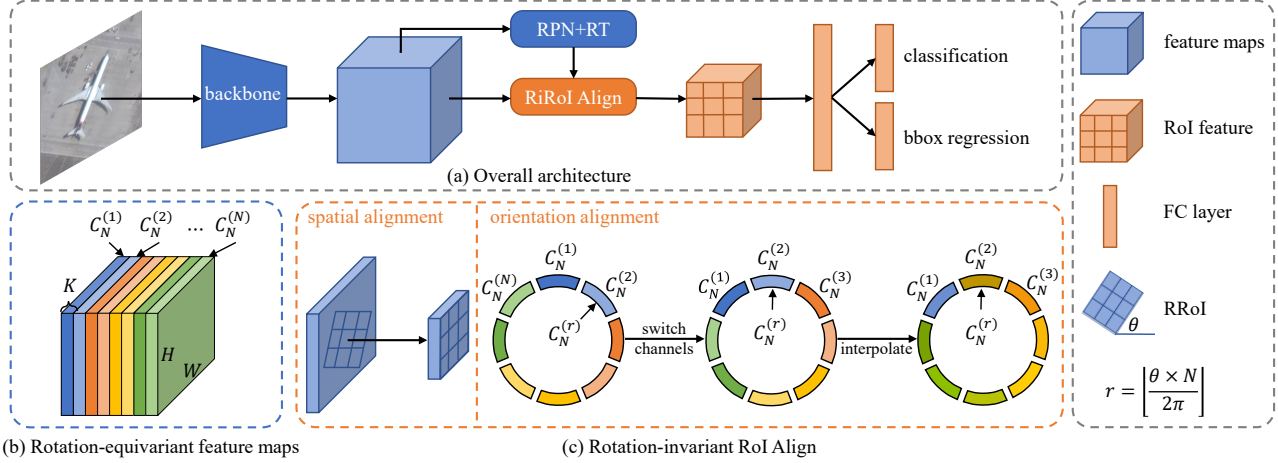 RPN+RT
backbone
RiRoI Align
classification
bbox regression
(a) Overall architecture
feature maps
RoI feature
FC layer
RRoI
θ
r = ⌊θ × N / 2π⌋
C_N^(1) C_N^(2) ... C_N^(N)
K
H
W
(b) Rotation-equivariant feature maps
spatial alignment
orientation alignment
C_N^(N) C_N^(1) C_N^(2)
C_N^(r)
switch
channels
C_N^(1) C_N^(2) C_N^(3)
C_N^(r)
interpolate
C_N^(1) C_N^(2) C_N^(3)
C_N^(r)
(c) Rotation-invariant RoI Align